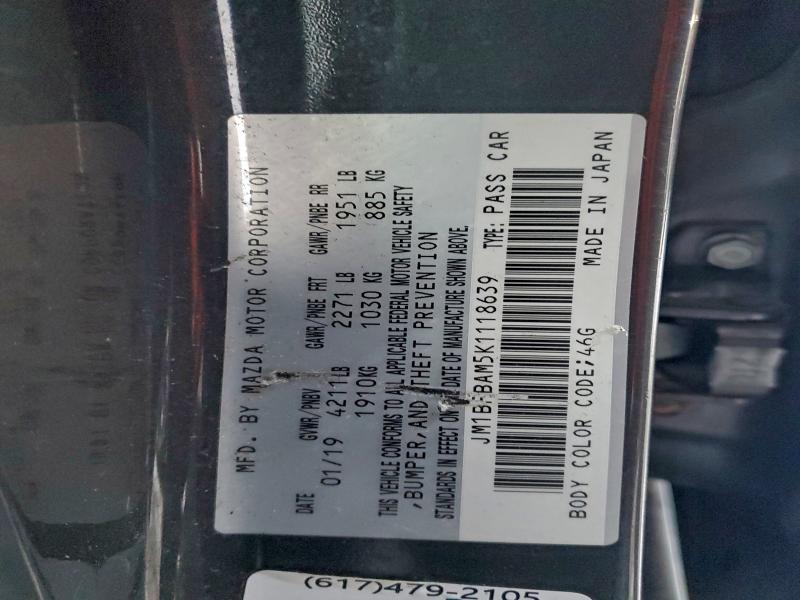 MFD. BY MAZDA MOTOR CORPORATION
DATE GVWR/PNBV GAWR/PNBE FRT GAWR/PNBE RR
01/19 4211LB 2271 LB 1951 LB
1910KG 1030 KG 885 KG
THIS VEHICLE CONFORMS TO ALL APPLICABLE FEDERAL MOTOR VEHICLE SAFETY
,BUMPER,AND THEFT PREVENTION
STANDARDS IN EFFECT ON THE DATE OF MANUFACTURE SHOWN ABOVE.
TYPE: PASS CAR
BODY COLOR CODE;46G MADE IN JAPAN
(617)479-2105